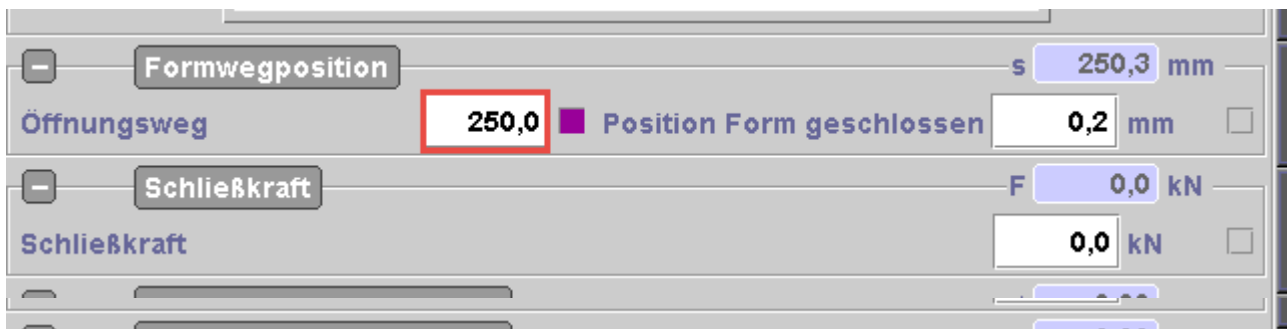 Formwegposition s 250,3 mm
Öffnungsweg 250,0 Position Form geschlossen 0,2 mm
Schließkraft F 0,0 kN
Schließkraft 0,0 kN